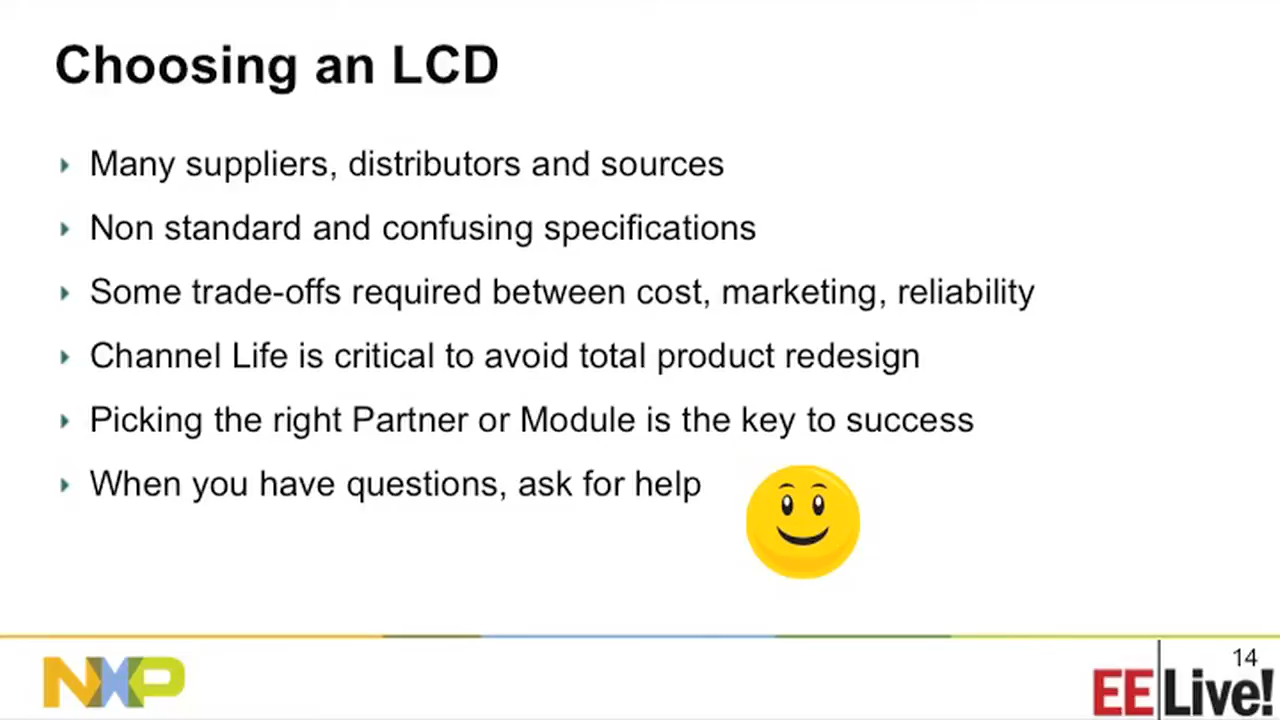 Choosing an LCD
Many suppliers, distributors and sources
Non standard and confusing specifications
Some trade-offs required between cost, marketing, reliability
Channel Life is critical to avoid total product redesign
Picking the right Partner or Module is the key to success
When you have questions, ask for help
NXP
14
EE Live!